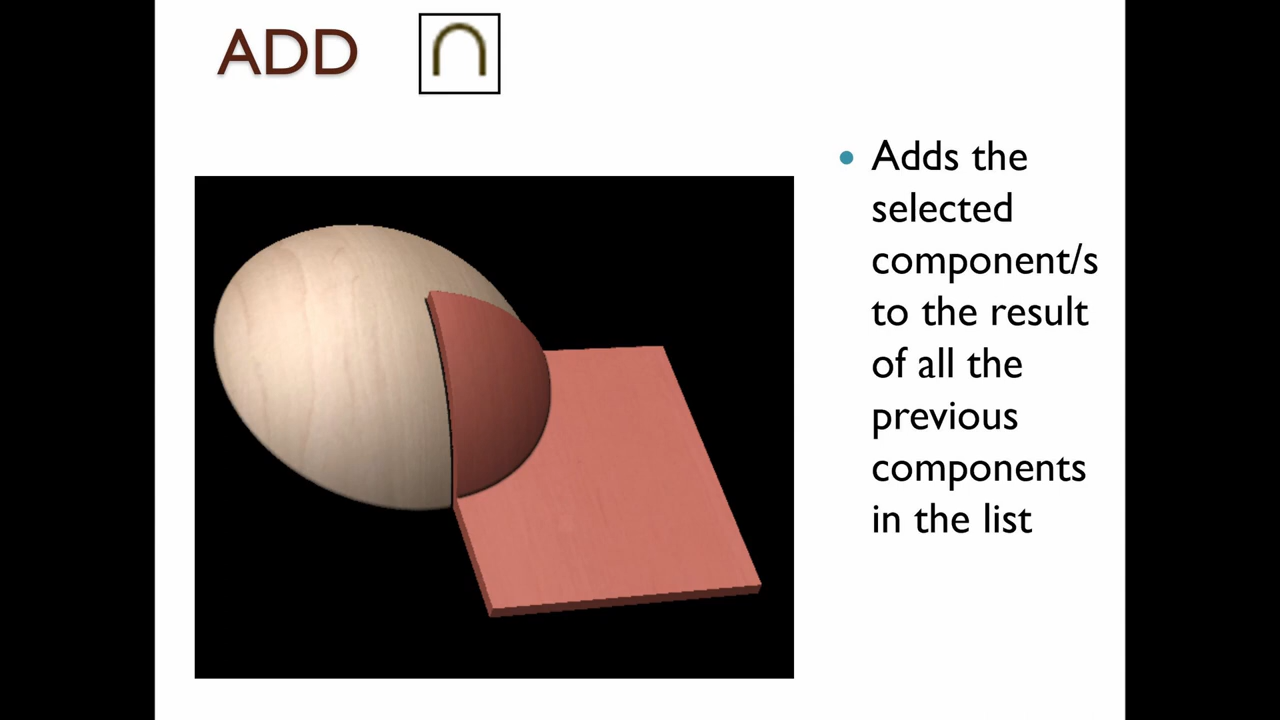 ADD
Adds the
selected
component/s
to the result
of all the
previous
components
in the list